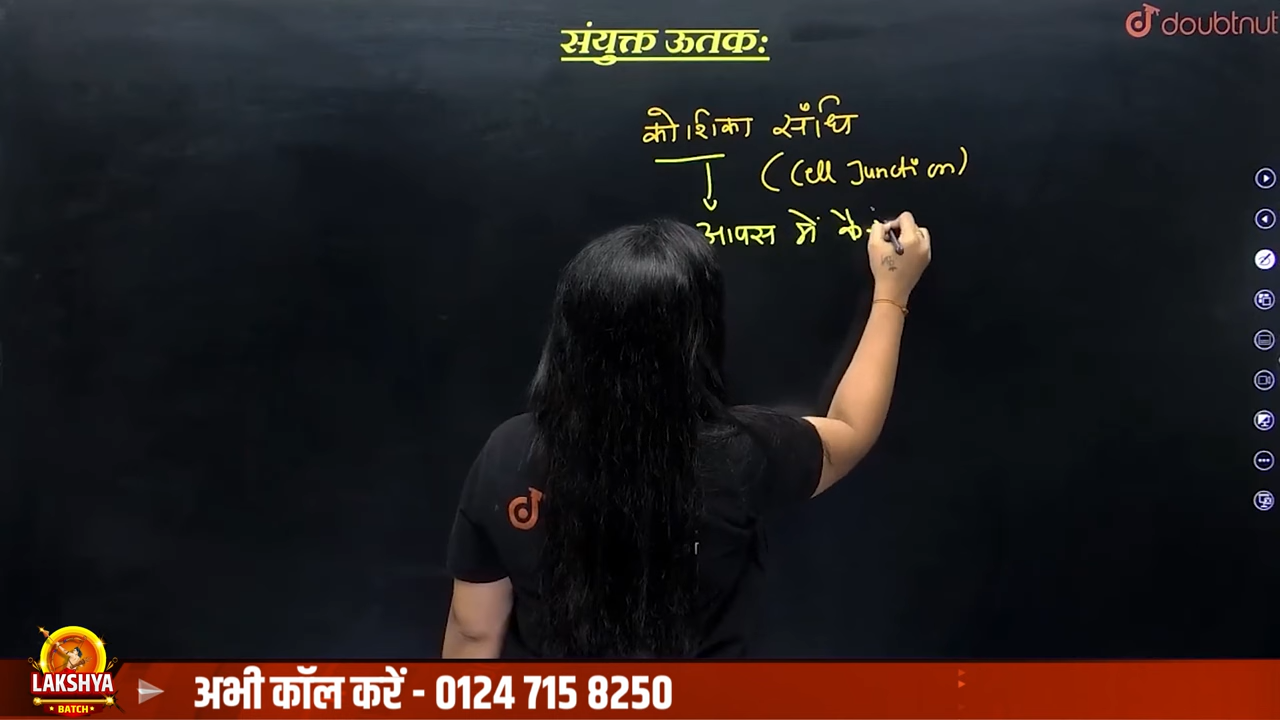 संयुक्त ऊतक:
doubtnut
कोशिका संधि
(Cell Junction)
आपस में
LAKSHYA
BATCH
अभी कॉल करें - 0124 715 8250